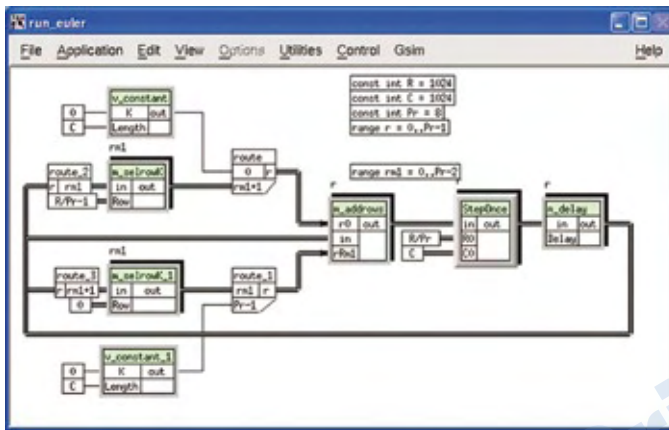 run_euler
File Application Edit View Options Utilities Control Gsim Help
v_constant
0 K out
C Length
const int R = 1024
const int C = 1024
const int Pr = 8
range r = 0,,Pr-1
rm1
route_2
r rm1
R/Pr-1
m_selrowK
in out
Row
route
0 r
rm1+1
range rm1 = 0,,Pr-2
r
m_addrows
r0 out
in
rRm1
r
StepOnce
in out
R/Pr R0
C C0
r
m_delay
in out
Delay
rm1
route_3
r rm1+1
0
m_selrowK_1
in out
Row
route_1
rm1 r
Pr-1
v_constant_1
0 K out
C Length